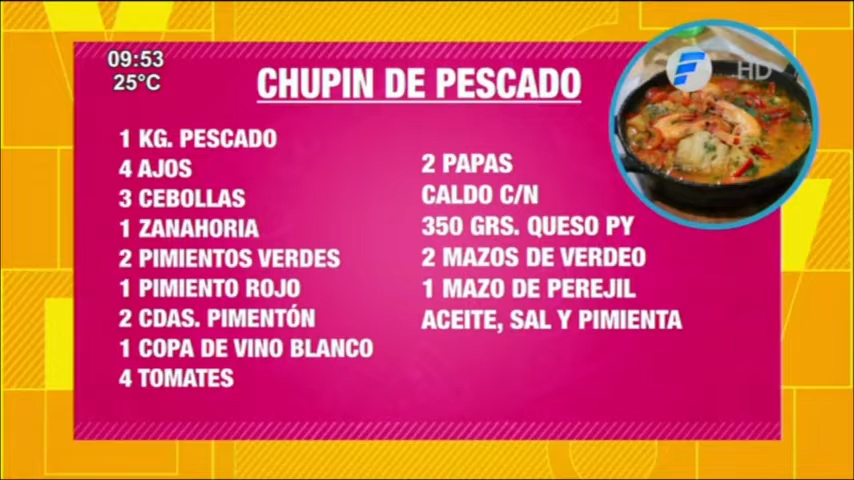 09:53
25°C
CHUPIN DE PESCADO
HD
1 KG. PESCADO
4 AJOS
3 CEBOLLAS
1 ZANAHORIA
2 PIMIENTOS VERDES
1 PIMIENTO ROJO
2 CDAS. PIMENTÓN
1 COPA DE VINO BLANCO
4 TOMATES
2 PAPAS
CALDO C/N
350 GRS. QUESO PY
2 MAZOS DE VERDEO
1 MAZO DE PEREJIL
ACEITE, SAL Y PIMIENTA